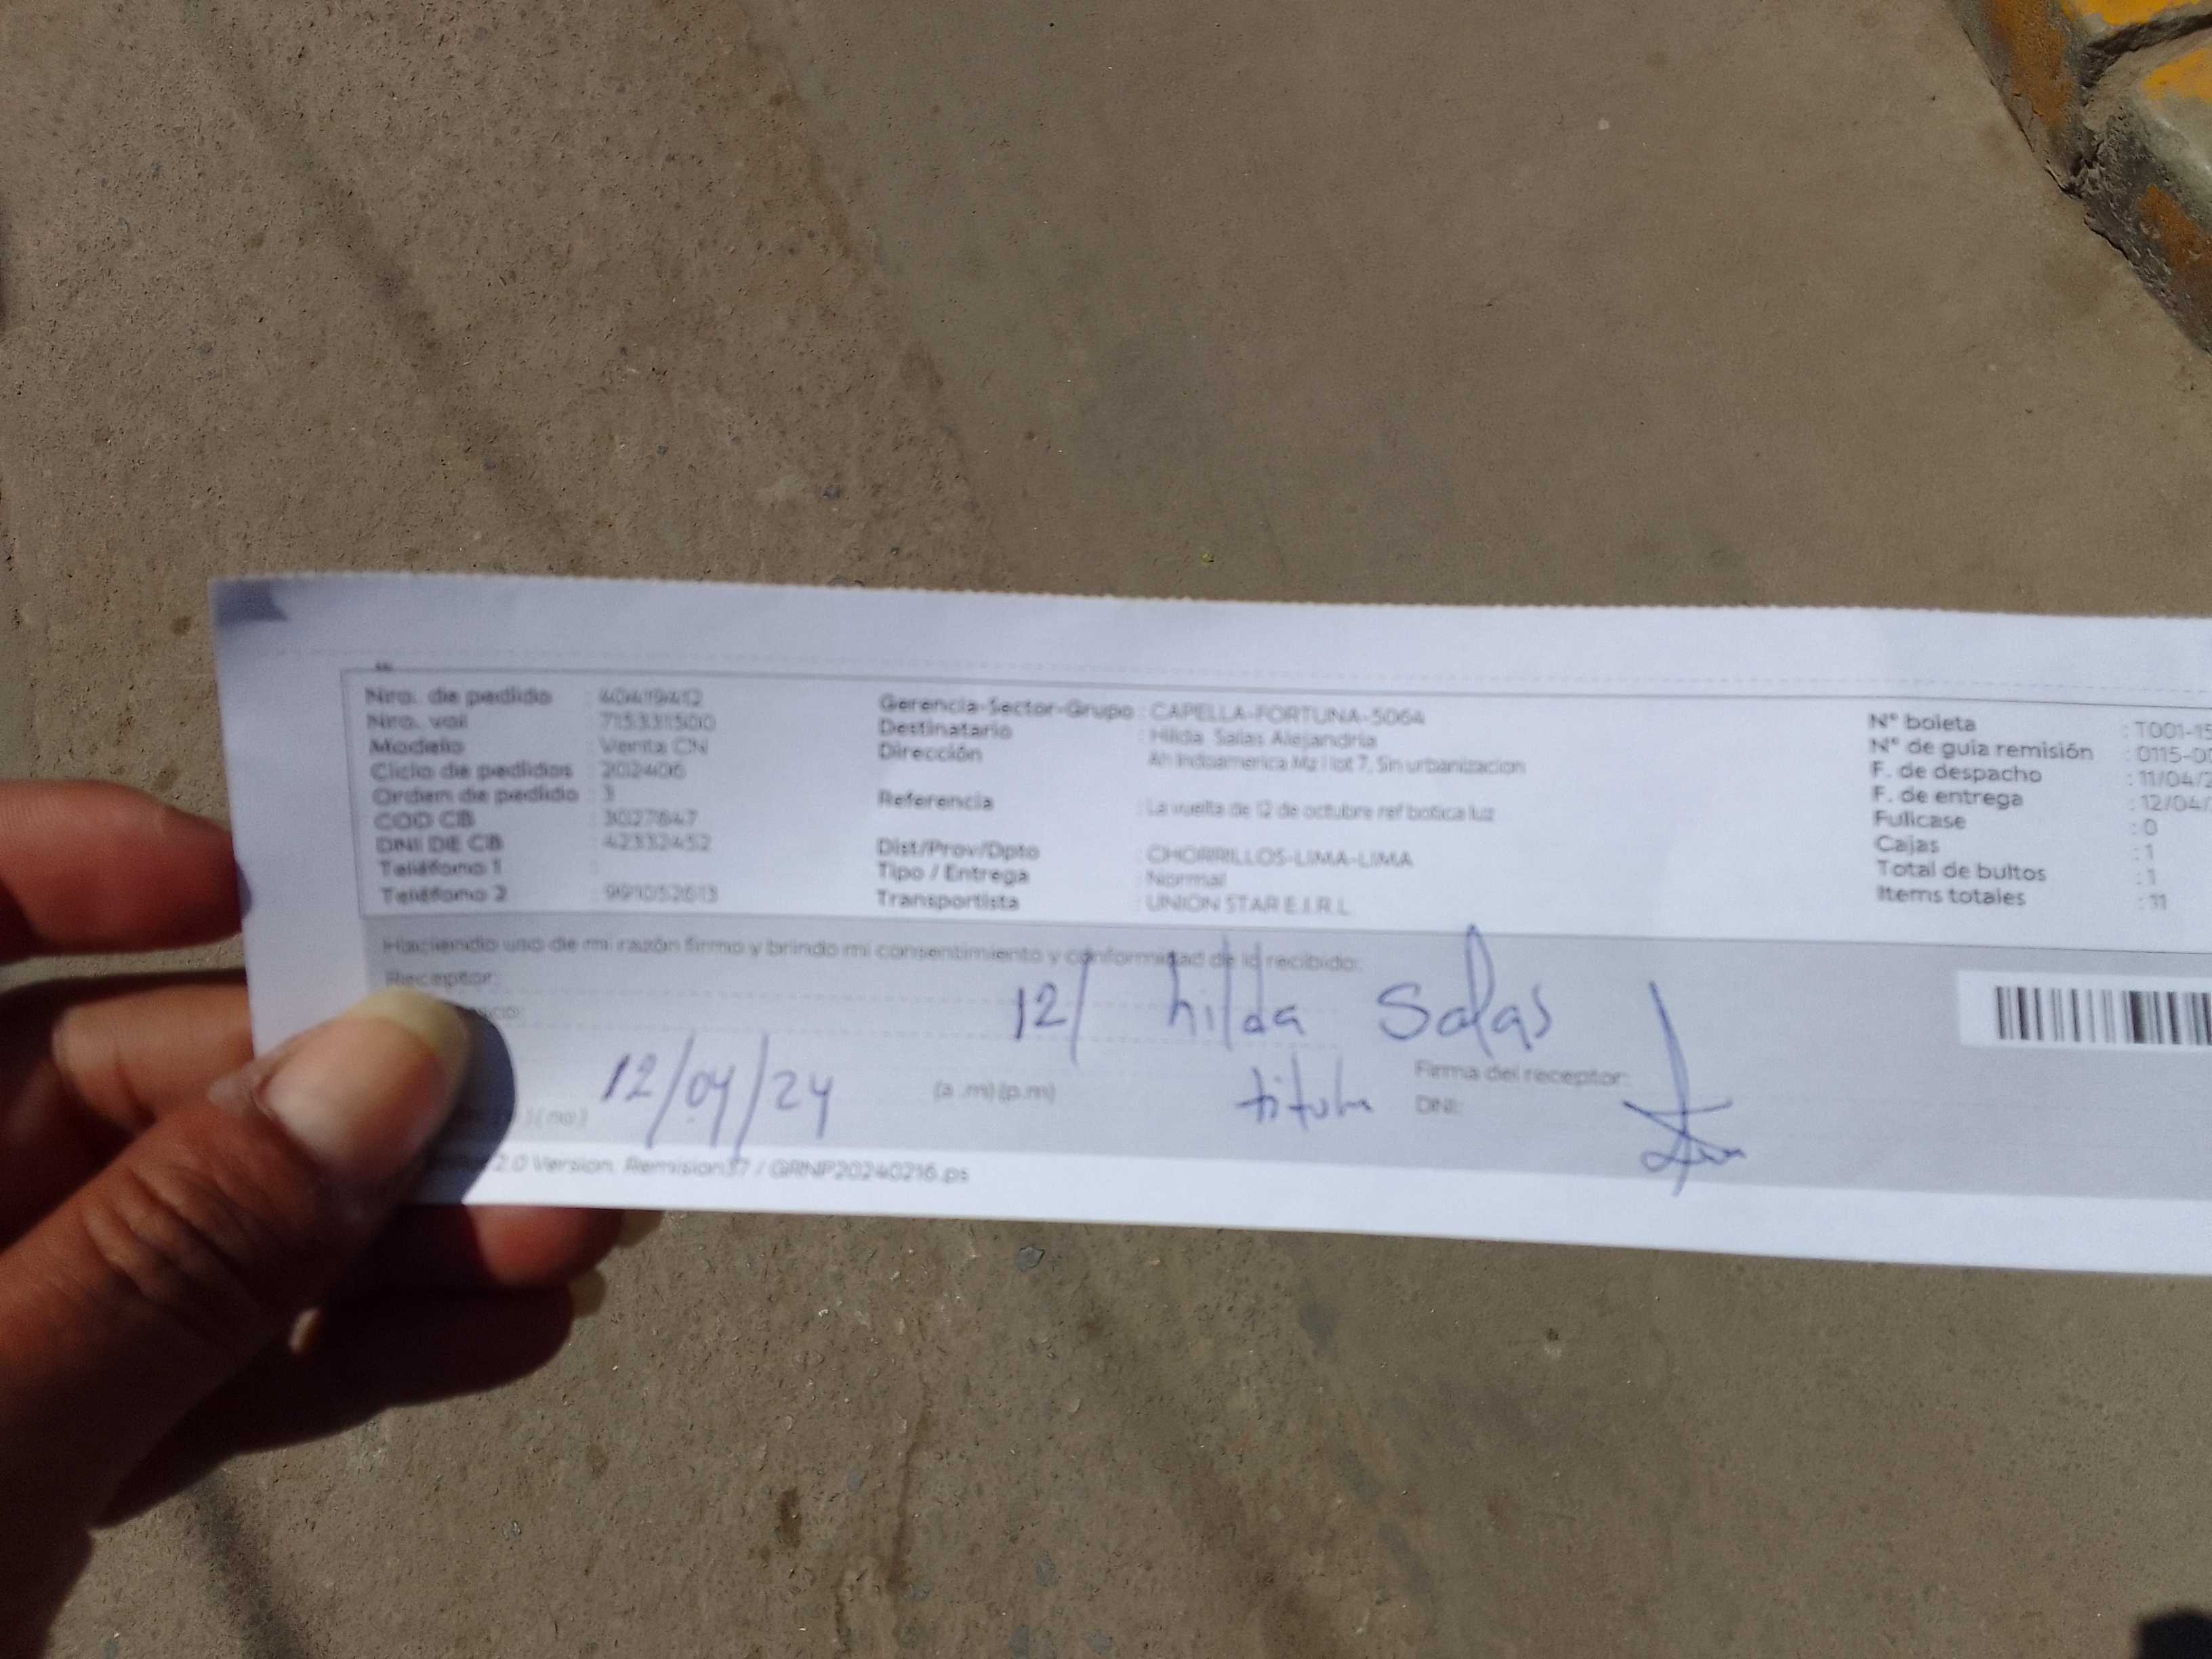 Nro. de pedido : 40419412
Nro. vail : 715331500
Modelo : Venta CN
Ciclo de pedidos : 202406
Orden de pedido : 3
COD CB : 3027847
DNI DE CB : 42332452
Teléfono 1 :
Teléfono 2 : 991052613
Gerencia-Sector-Grupo : CAPELLA-FORTUNA-5064
Destinatario : Hilda Salas Alejandria
Dirección : Ah Indoamerica Mz I lot 7, Sin urbanizacion
Referencia : La vuelta de 12 de octubre ref botica luz
Dist/Prov/Dpto : CHORRILLOS-LIMA-LIMA
Tipo / Entrega : Normal
Transportista : UNION STAR E.I.R.L
N° boleta : T001-15
N° de guia remisión : 0115-00
F. de despacho : 11/04/2
F. de entrega : 12/04/
Fullcase : 0
Cajas : 1
Total de bultos : 1
Items totales : 11
Haciendo uso de mi razón firmo y brindo mi consentimiento y conformidad de lo recibido:
Receptor:
12/ hilda Salas
12/04/24 (a .m) (p.m) Firma del receptor:
DNI:
) ( no )
2.0 Version. Remision37 / GRNP20240216.ps